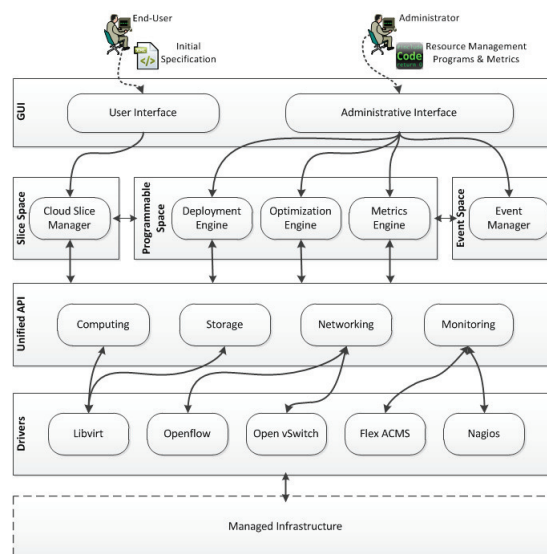 End-User
Administrator
Initial
Specification
Code
Resource Management
Programs & Metrics
GUI
User Interface
Administrative Interface
Slice Space
Cloud Slice
Manager
Programmable
Space
Deployment
Engine
Optimization
Engine
Metrics
Engine
Event Space
Event
Manager
Unified API
Computing
Storage
Networking
Monitoring
Drivers
Libvirt
Openflow
Open vSwitch
Flex ACMS
Nagios
Managed Infrastructure